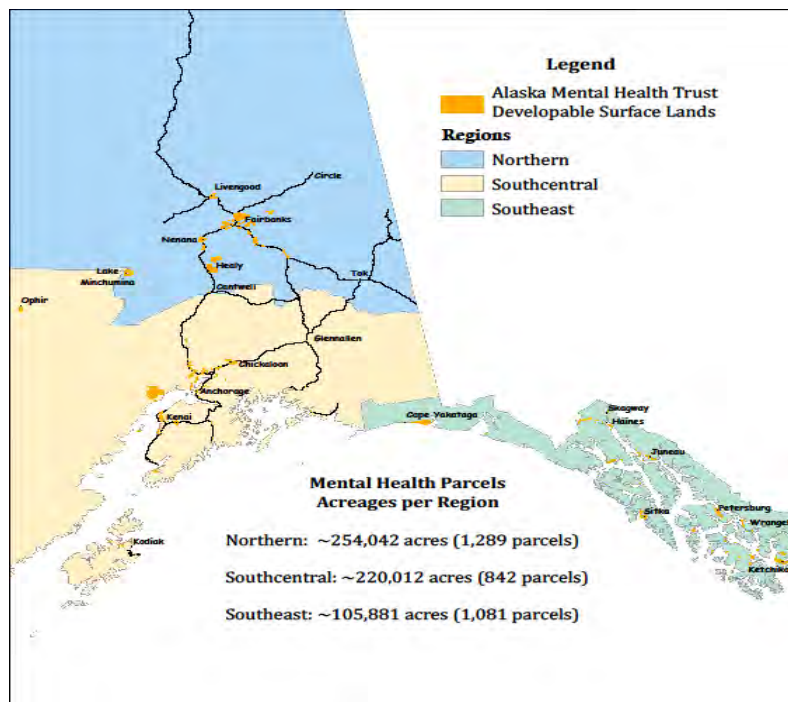 Legend
Alaska Mental Health Trust
Developable Surface Lands
Regions
Northern
Southcentral
Southeast
Circle
Livengood
Fairbanks
Nenana
Healy
Lake
Minchumina
Tok
Cantwell
Ophir
Glennallen
Chickaloon
Anchorage
Kenai
Cape Yakataga
Skagway
Haines
Juneau
Sitka
Petersburg
Wrangel
Ketchika
Kodiak
Mental Health Parcels
Acreages per Region
Northern: ~254,042 acres (1,289 parcels)
Southcentral: ~220,012 acres (842 parcels)
Southeast: ~105,881 acres (1,081 parcels)